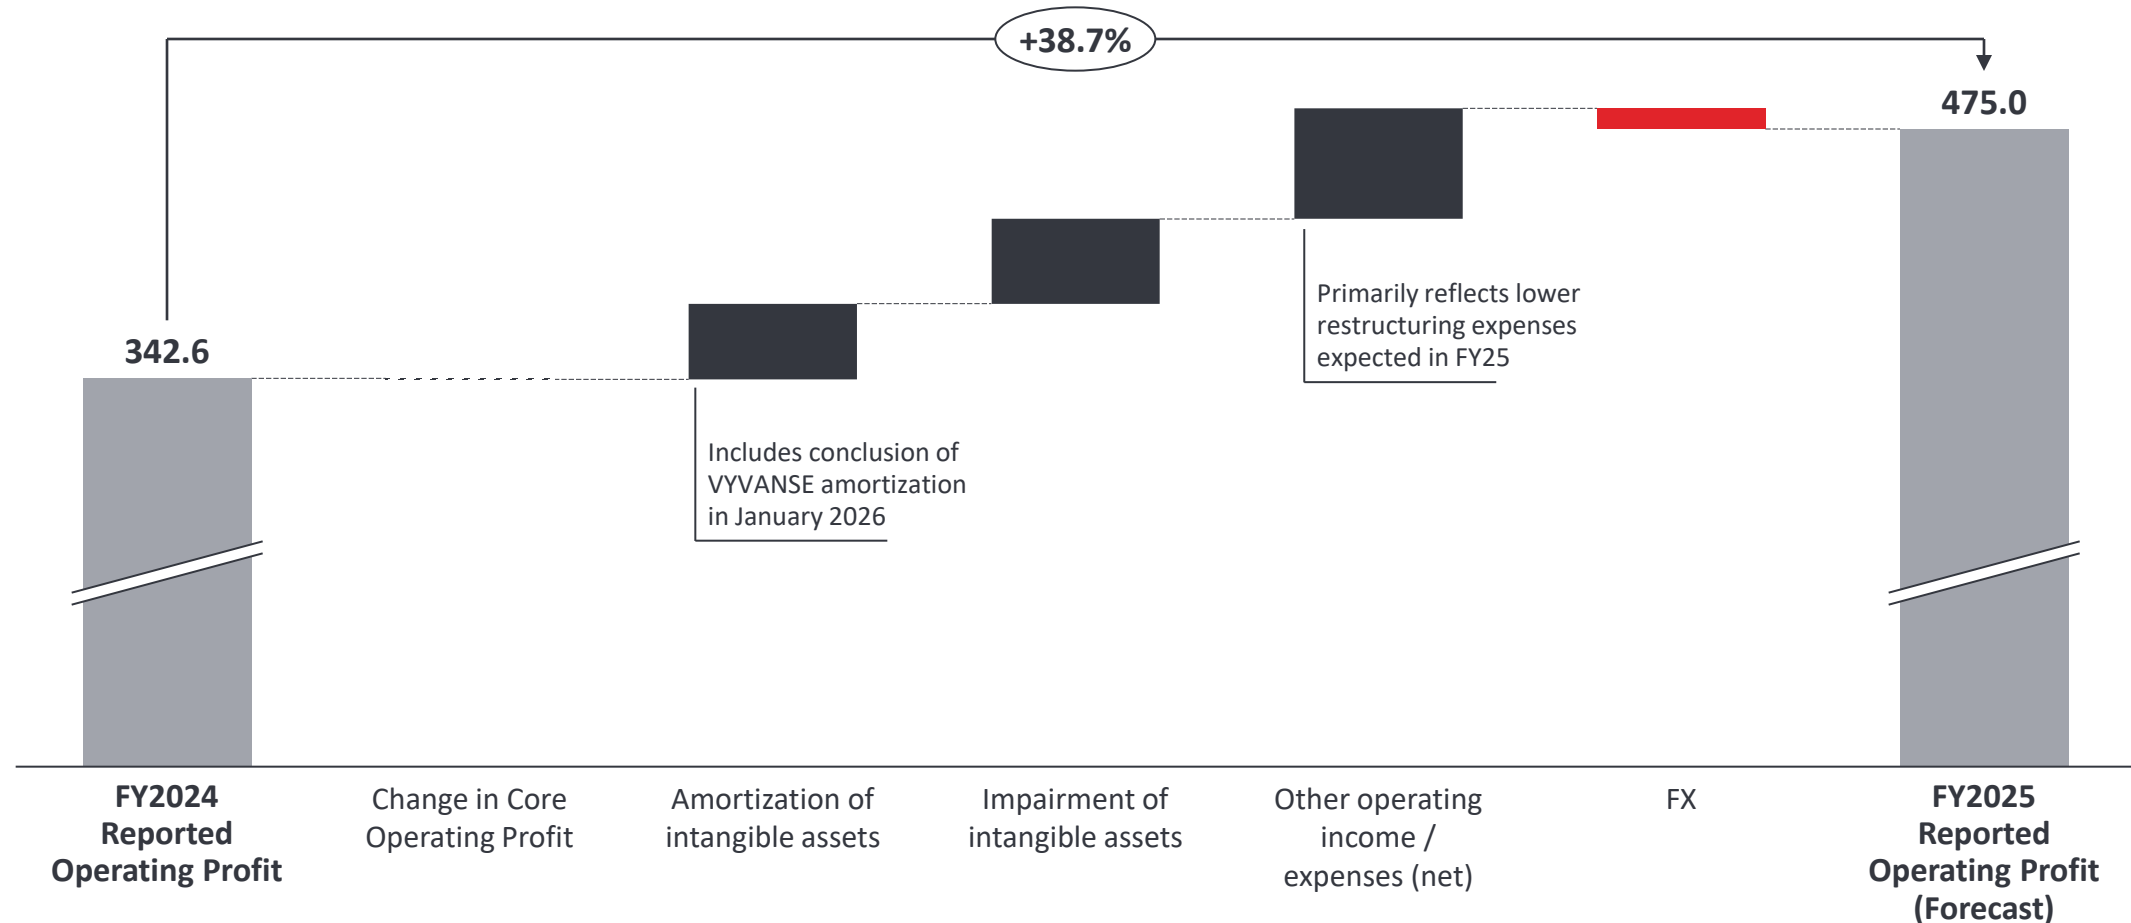 +38.7%
475.0
342.6
Primarily reflects lower
restructuring expenses
expected in FY25
Includes conclusion of
VYVANSE amortization
in January 2026
FY2024
Reported
Operating Profit
Change in Core
Operating Profit
Amortization of
intangible assets
Impairment of
intangible assets
Other operating
income /
expenses (net)
FX
FY2025
Reported
Operating Profit
(Forecast)